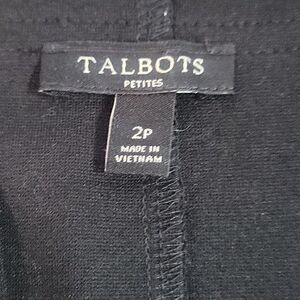 TALBOTS
PETITES
2P
MADE IN
VIETNAM